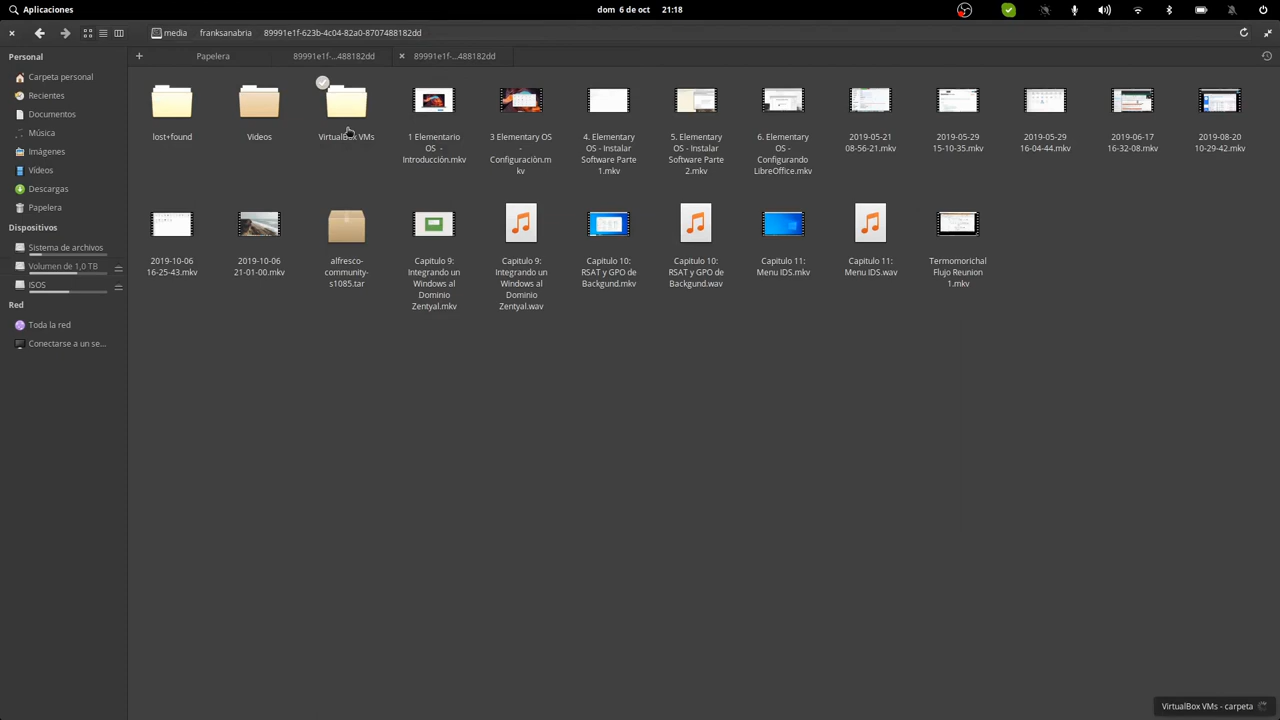 Aplicaciones
dom 6 de oct 21:18
media franksanabria 89991e1f-623b-4c04-82a0-8707488182dd
Personal
Papelera
89991e1f-...488182dd
89991e1f-...488182dd
Carpeta personal
Recientes
Documentos
Música
Imágenes
Vídeos
Descargas
Papelera
Dispositivos
Sistema de archivos
Volumen de 1,0 TB
ISOS
Red
Toda la red
Conectarse a un se...
lost+found
Videos
VirtualBox VMs
1 Elementario
OS -
Introducción.mkv
3 Elementary OS
- Configuración.m
kv
4. Elementary
OS - Instalar
Software Parte
1.mkv
5. Elementary
OS - Instalar
Software Parte
2.mkv
6. Elementary
OS -
Configurando
LibreOffice.mkv
2019-05-21
08-56-21.mkv
2019-05-29
15-10-35.mkv
2019-05-29
16-04-44.mkv
2019-06-17
16-32-08.mkv
2019-08-20
10-29-42.mkv
2019-10-06
16-25-43.mkv
2019-10-06
21-01-00.mkv
alfresco-
community-
s1085.tar
Capitulo 9:
Integrando un
Windows al
Dominio
Zentyal.mkv
Capitulo 9:
Integrando un
Windows al
Dominio
Zentyal.wav
Capitulo 10:
RSAT y GPO de
Backgund.mkv
Capitulo 10:
RSAT y GPO de
Backgund.wav
Capitulo 11:
Menu IDS.mkv
Capitulo 11:
Menu IDS.wav
Termomorichal
Flujo Reunion
1.mkv
VirtualBox VMs - carpeta